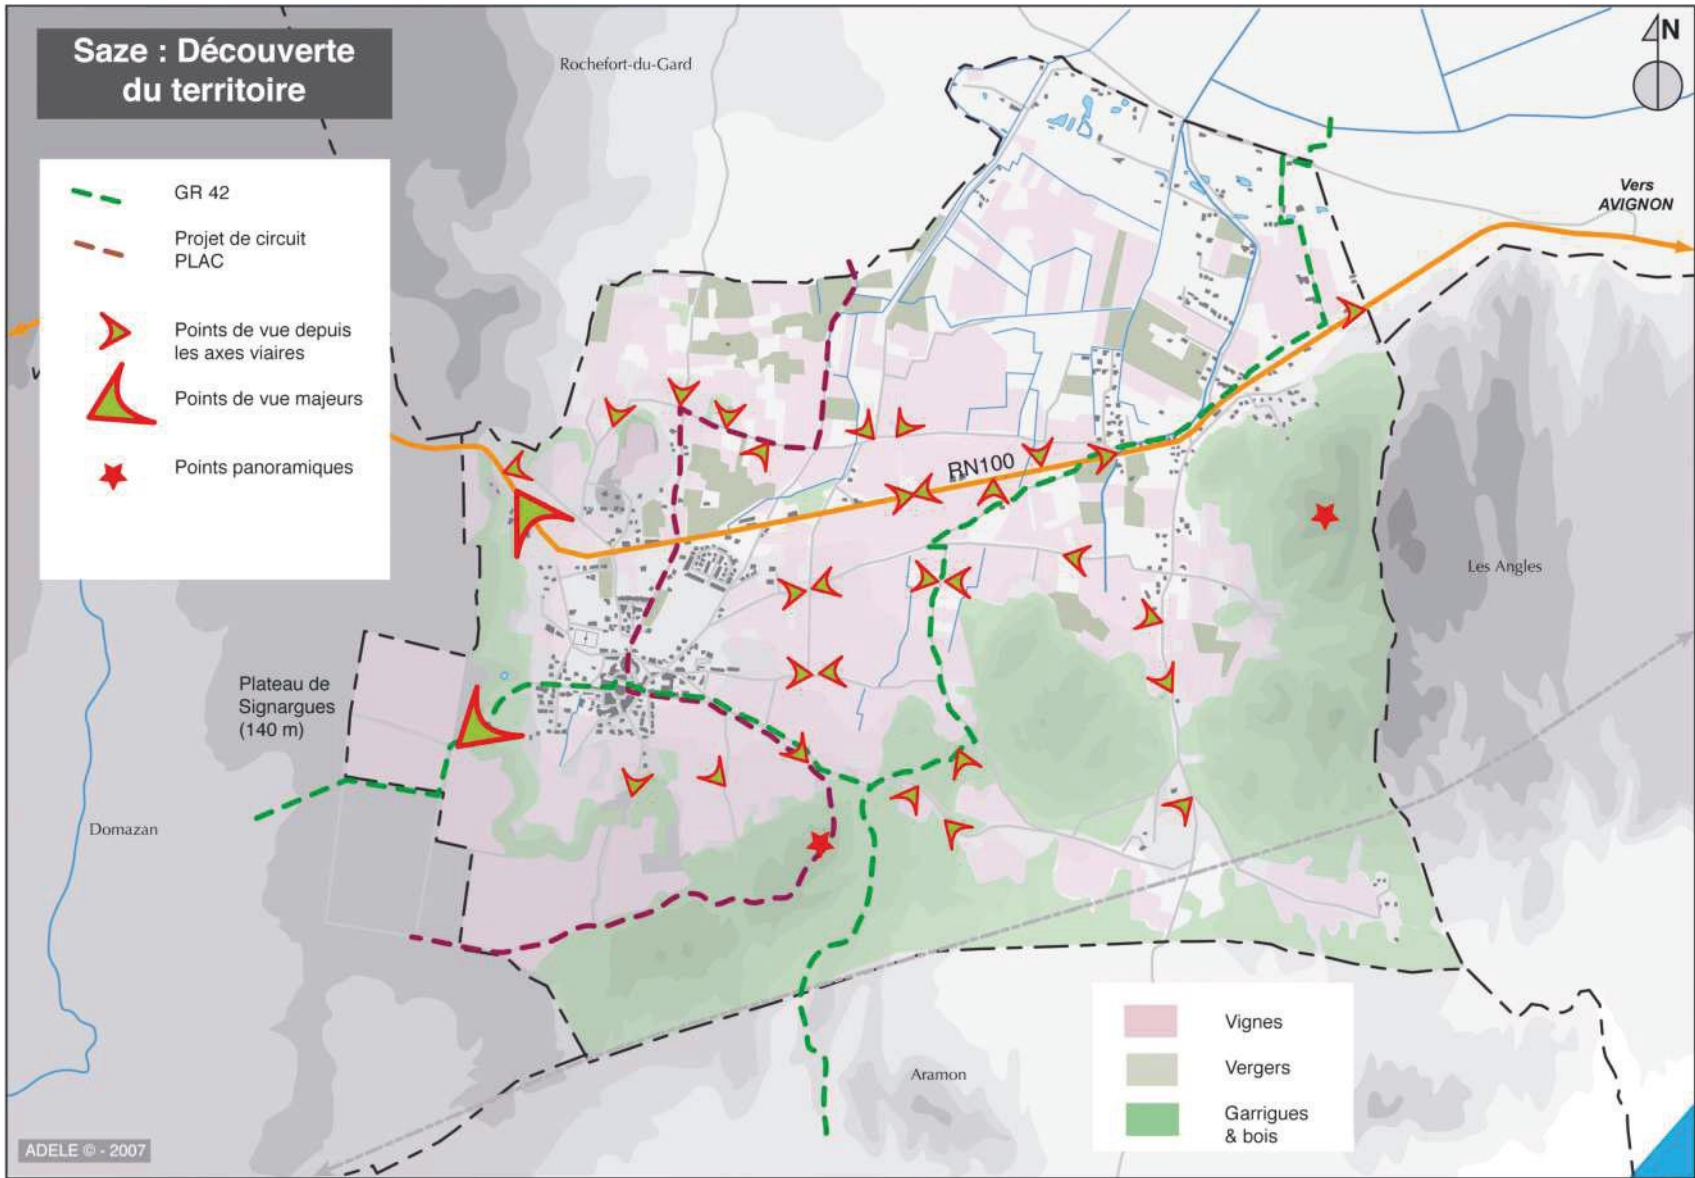 Saze : Découverte
du territoire
Rochefort-du-Gard
N
GR 42
Projet de circuit
PLAC
Points de vue depuis
les axes viaires
Points de vue majeurs
Points panoramiques
Vers
AVIGNON
RN100
Les Angles
Plateau de
Signargues
(140 m)
Domazan
Aramon
Vignes
Vergers
Garrigues
& bois
ADELE © - 2007